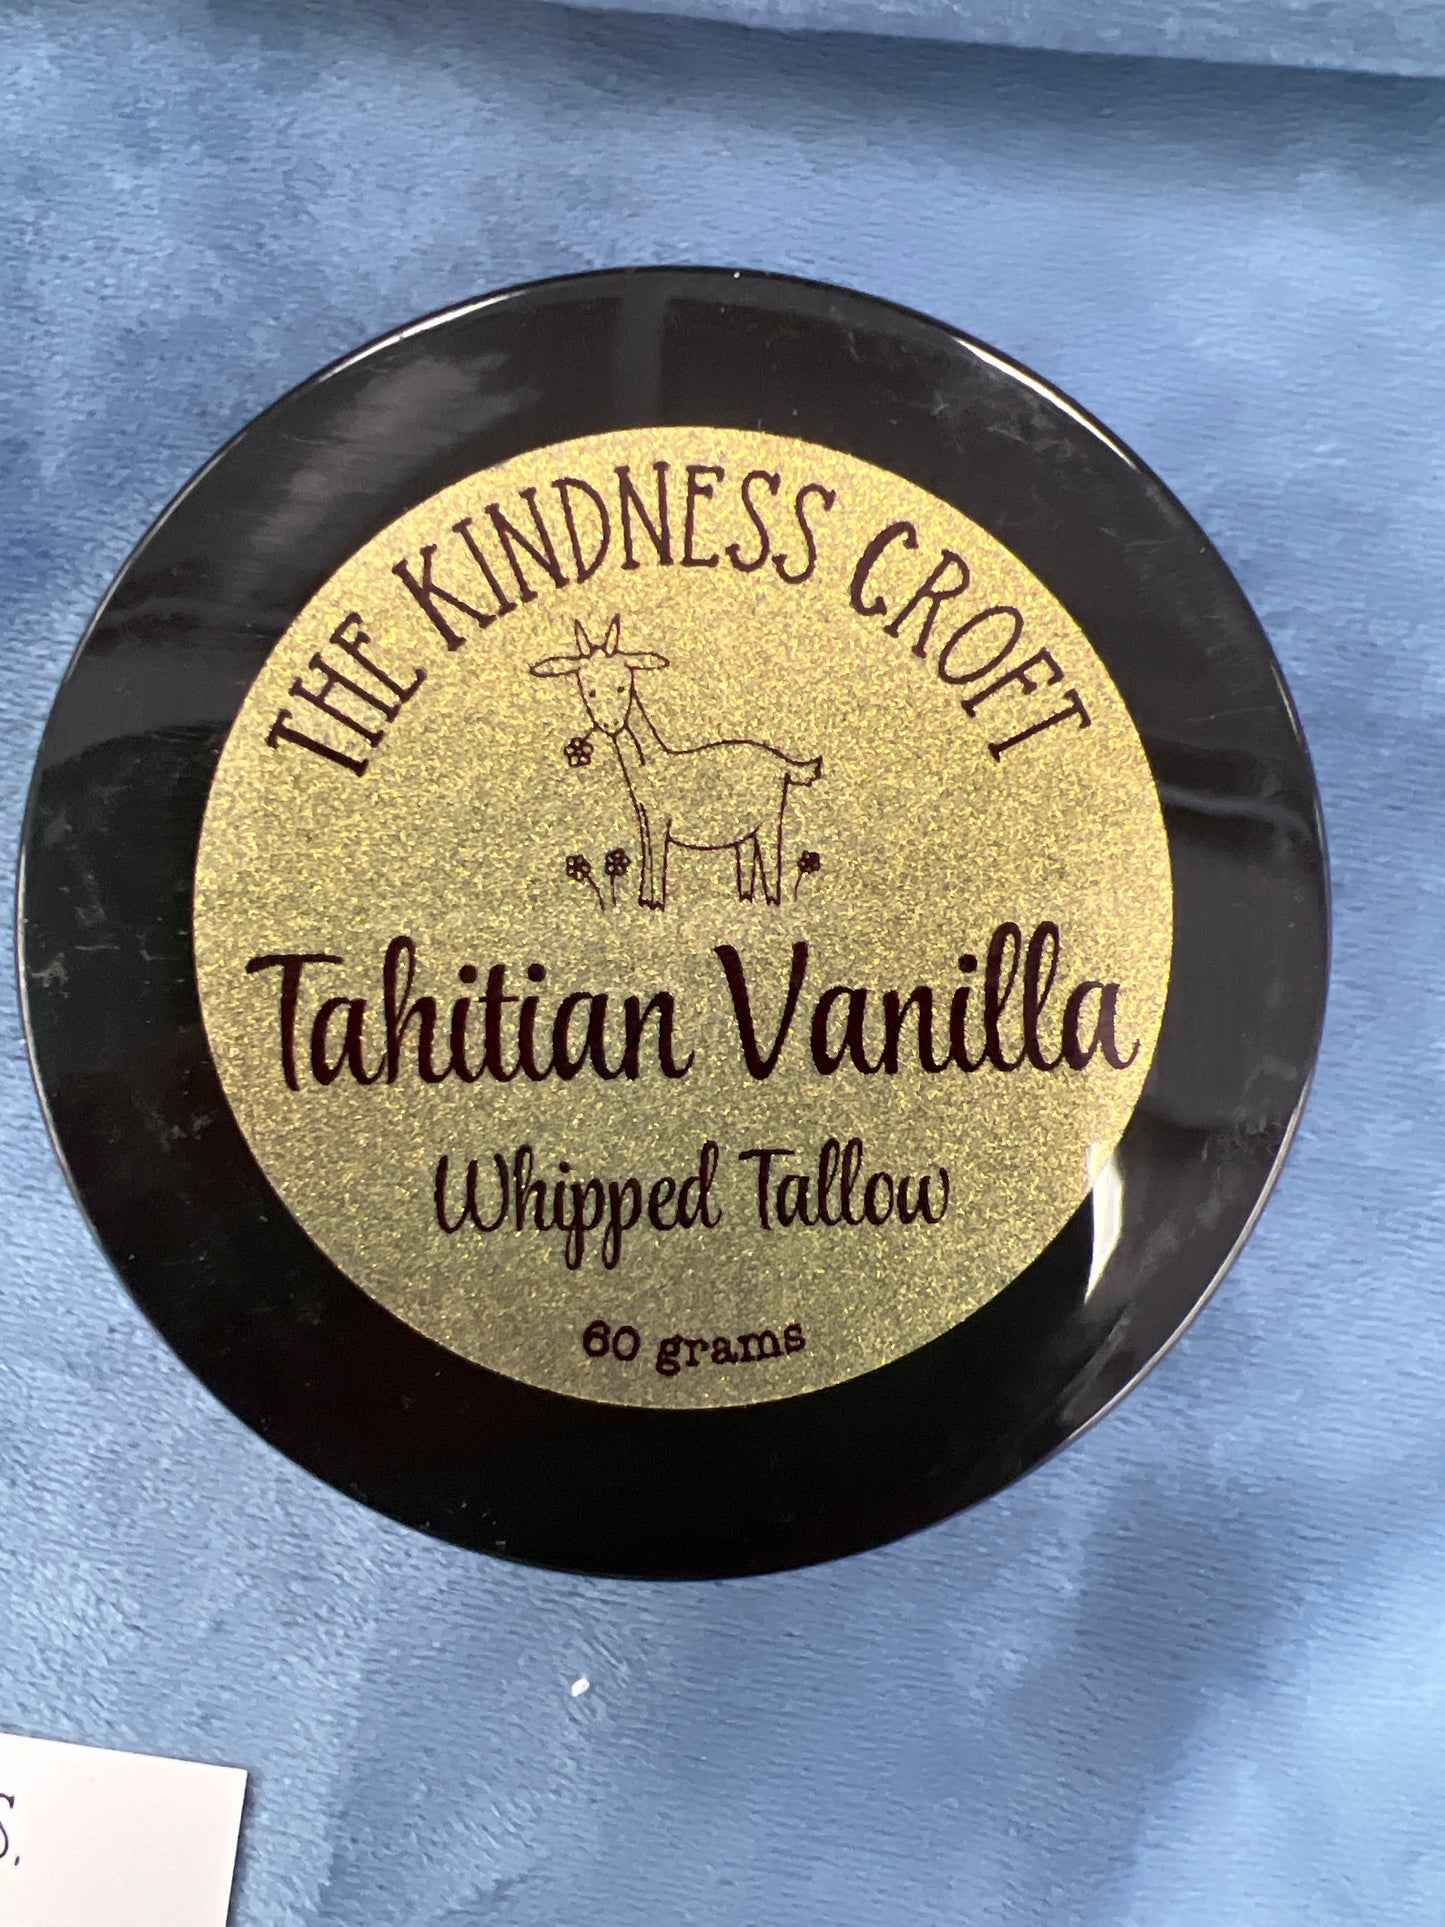 THE KINDNESS CROFT
Tahitian Vanilla
Whipped Tallow
60 grams